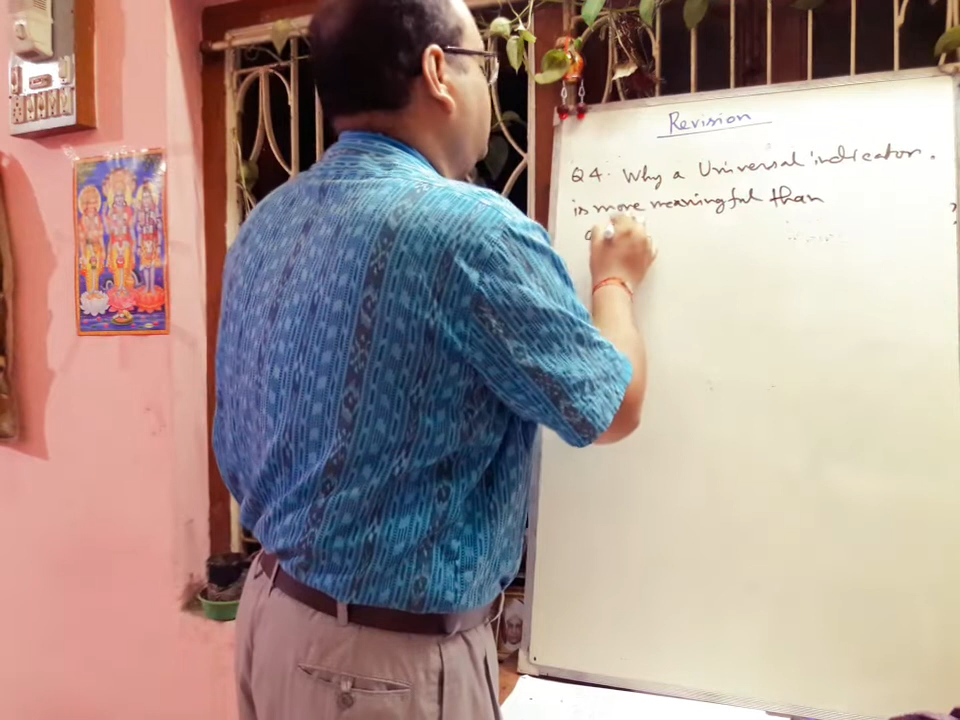 Revision
Q4. Why a Universal indicator.
is more meaningful than
?